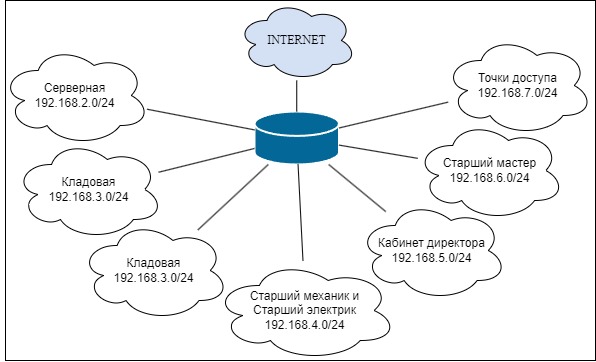 INTERNET
Серверная
192.168.2.0/24
Точки доступа
192.168.7.0/24
Кладовая
192.168.3.0/24
Старший мастер
192.168.6.0/24
Кладовая
192.168.3.0/24
Кабинет директора
192.168.5.0/24
Старший механик и
Старший электрик
192.168.4.0/24